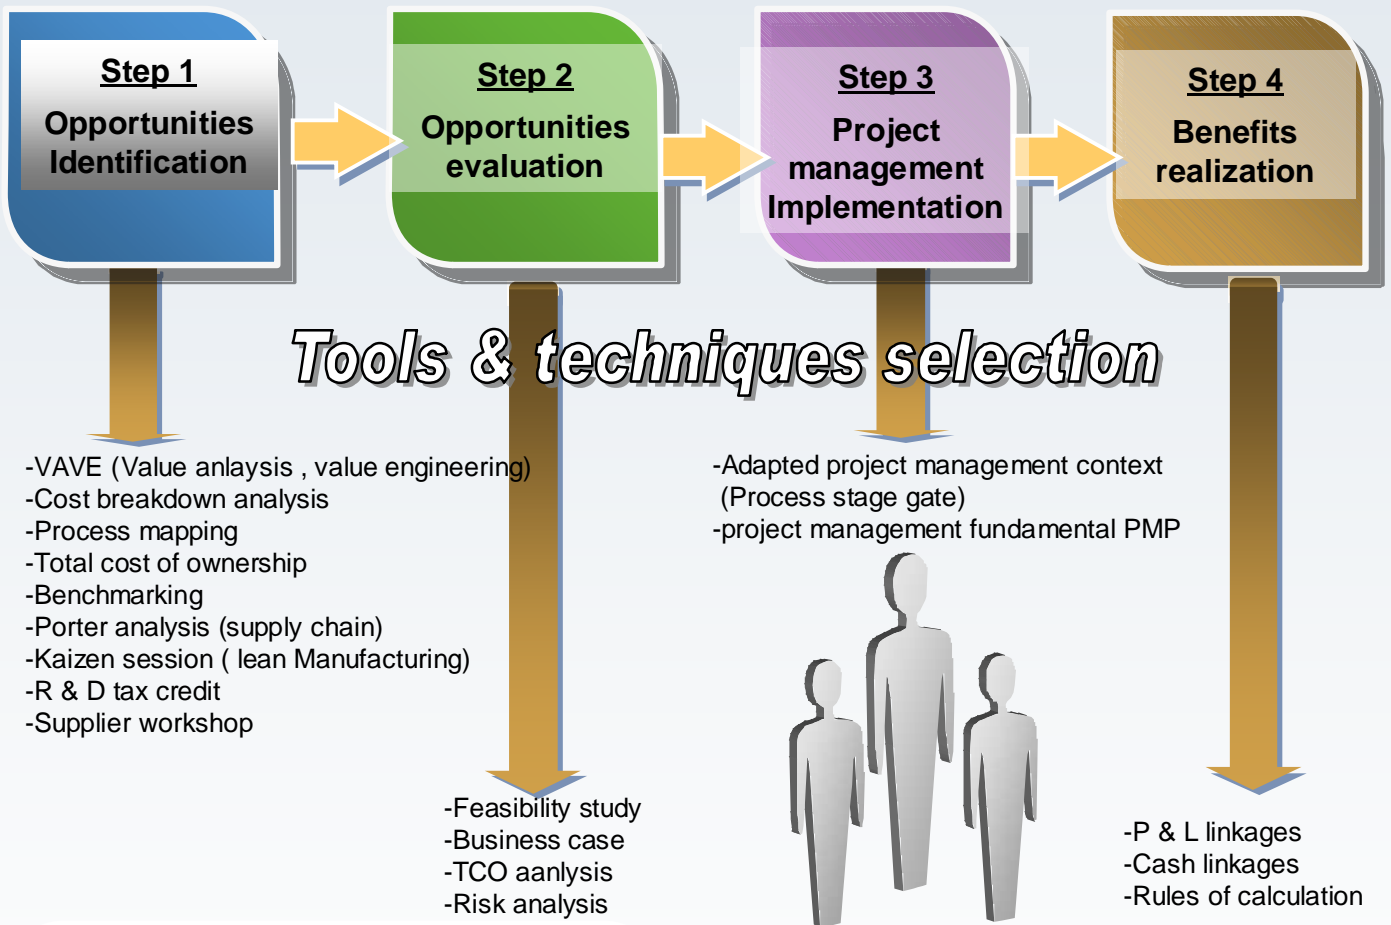 Step 1
Opportunities
Identification
Step 2
Opportunities
evaluation
Step 3
Project
management
Implementation
Step 4
Benefits
realization
Tools & techniques selection
-VAVE (Value anlaysis , value engineering)
-Cost breakdown analysis
-Process mapping
-Total cost of ownership
-Benchmarking
-Porter analysis (supply chain)
-Kaizen session ( lean Manufacturing)
-R & D tax credit
-Supplier workshop
-Feasibility study
-Business case
-TCO aanlysis
-Risk analysis
-Adapted project management context
(Process stage gate)
-project management fundamental PMP
-P & L linkages
-Cash linkages
-Rules of calculation